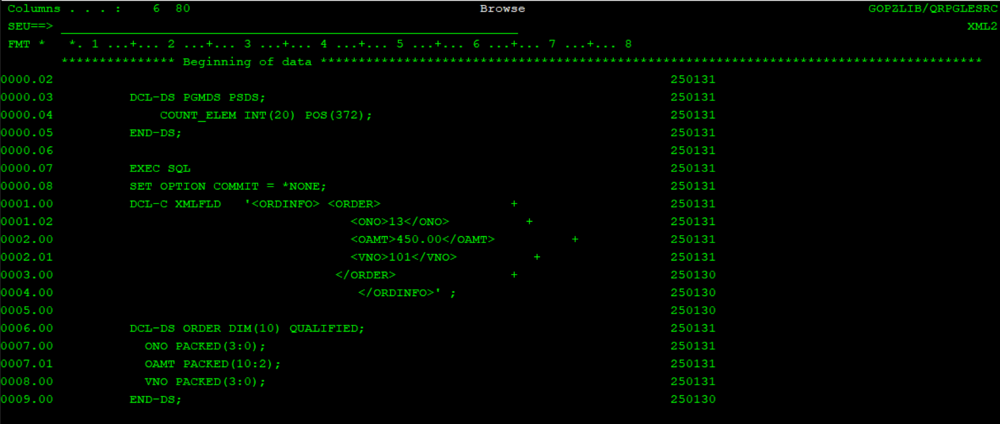 Columns . . . :    6  80                                      Browse                                             GOPZLIB/QRPGLESRC
SEU==> ____________________________________________________________ XML2
FMT *   *. 1 ...+... 2 ...+... 3 ...+... 4 ...+... 5 ...+... 6 ...+... 7 ...+... 8
*************** Beginning of data ***************************************************************************************
0000.02 250131
0000.03 DCL-DS PGMDS PSDS; 250131
0000.04 COUNT_ELEM INT(20) POS(372); 250131
0000.05 END-DS; 250131
0000.06 250131
0000.07 EXEC SQL 250131
0000.08 SET OPTION COMMIT = *NONE; 250131
0001.00 DCL-C XMLFLD   '<ORDINFO> <ORDER> + 250131
0001.02 <ONO>13</ONO> + 250131
0002.00 <OAMT>450.00</OAMT> + 250131
0002.01 <VNO>101</VNO> + 250131
0003.00 </ORDER> + 250130
0004.00 </ORDINFO>' ; 250130
0005.00 250130
0006.00 DCL-DS ORDER DIM(10) QUALIFIED; 250131
0007.00 ONO PACKED(3:0); 250131
0007.01 OAMT PACKED(10:2); 250131
0008.00 VNO PACKED(3:0); 250131
0009.00 END-DS; 250130